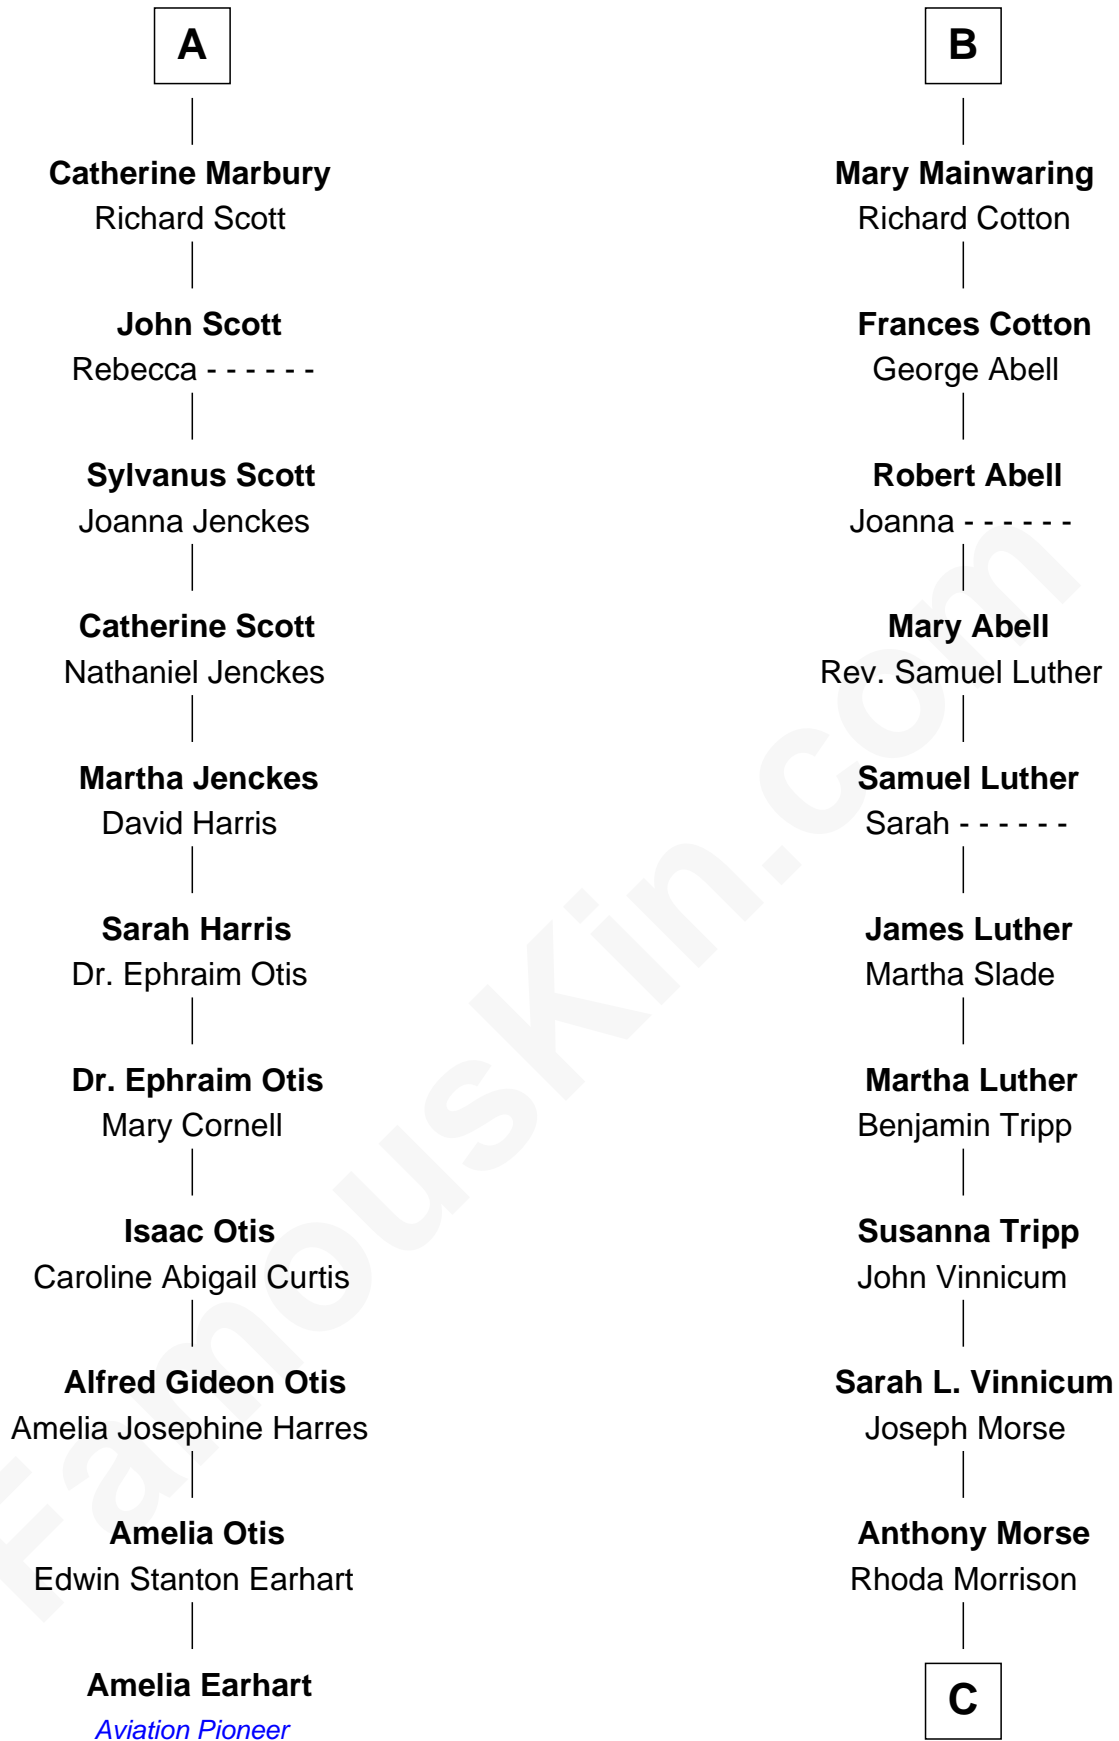 A
Catherine Marbury
Richard Scott
John Scott
Rebecca - - - - - -
Sylvanus Scott
Joanna Jenckes
Catherine Scott
Nathaniel Jenckes
Martha Jenckes
David Harris
Sarah Harris
Dr. Ephraim Otis
Dr. Ephraim Otis
Mary Cornell
Isaac Otis
Caroline Abigail Curtis
Alfred Gideon Otis
Amelia Josephine Harres
Amelia Otis
Edwin Stanton Earhart
Amelia Earhart
Aviation Pioneer
B
Mary Mainwaring
Richard Cotton
Frances Cotton
George Abell
Robert Abell
Joanna - - - - - -
Mary Abell
Rev. Samuel Luther
Samuel Luther
Sarah - - - - - -
James Luther
Martha Slade
Martha Luther
Benjamin Tripp
Susanna Tripp
John Vinnicum
Sarah L. Vinnicum
Joseph Morse
Anthony Morse
Rhoda Morrison
C
FamousKin.com